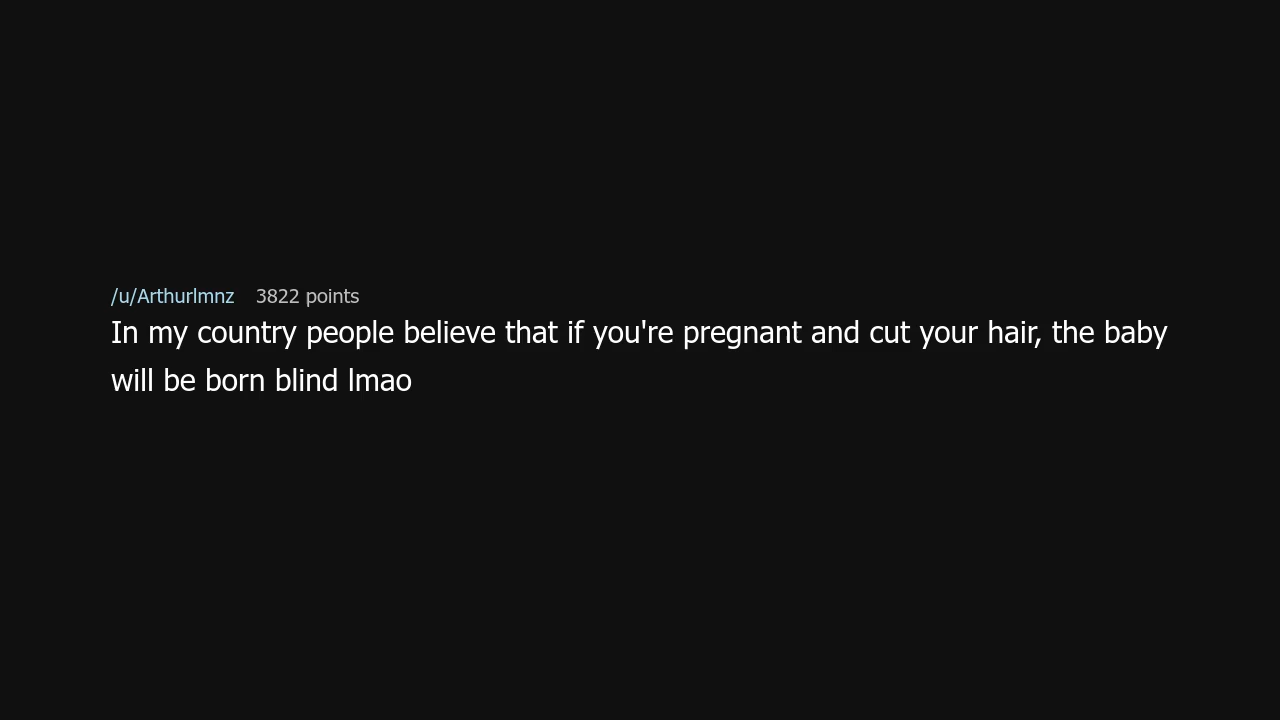 /u/Arthurlmnz 3822 points
In my country people believe that if you're pregnant and cut your hair, the baby
will be born blind lmao